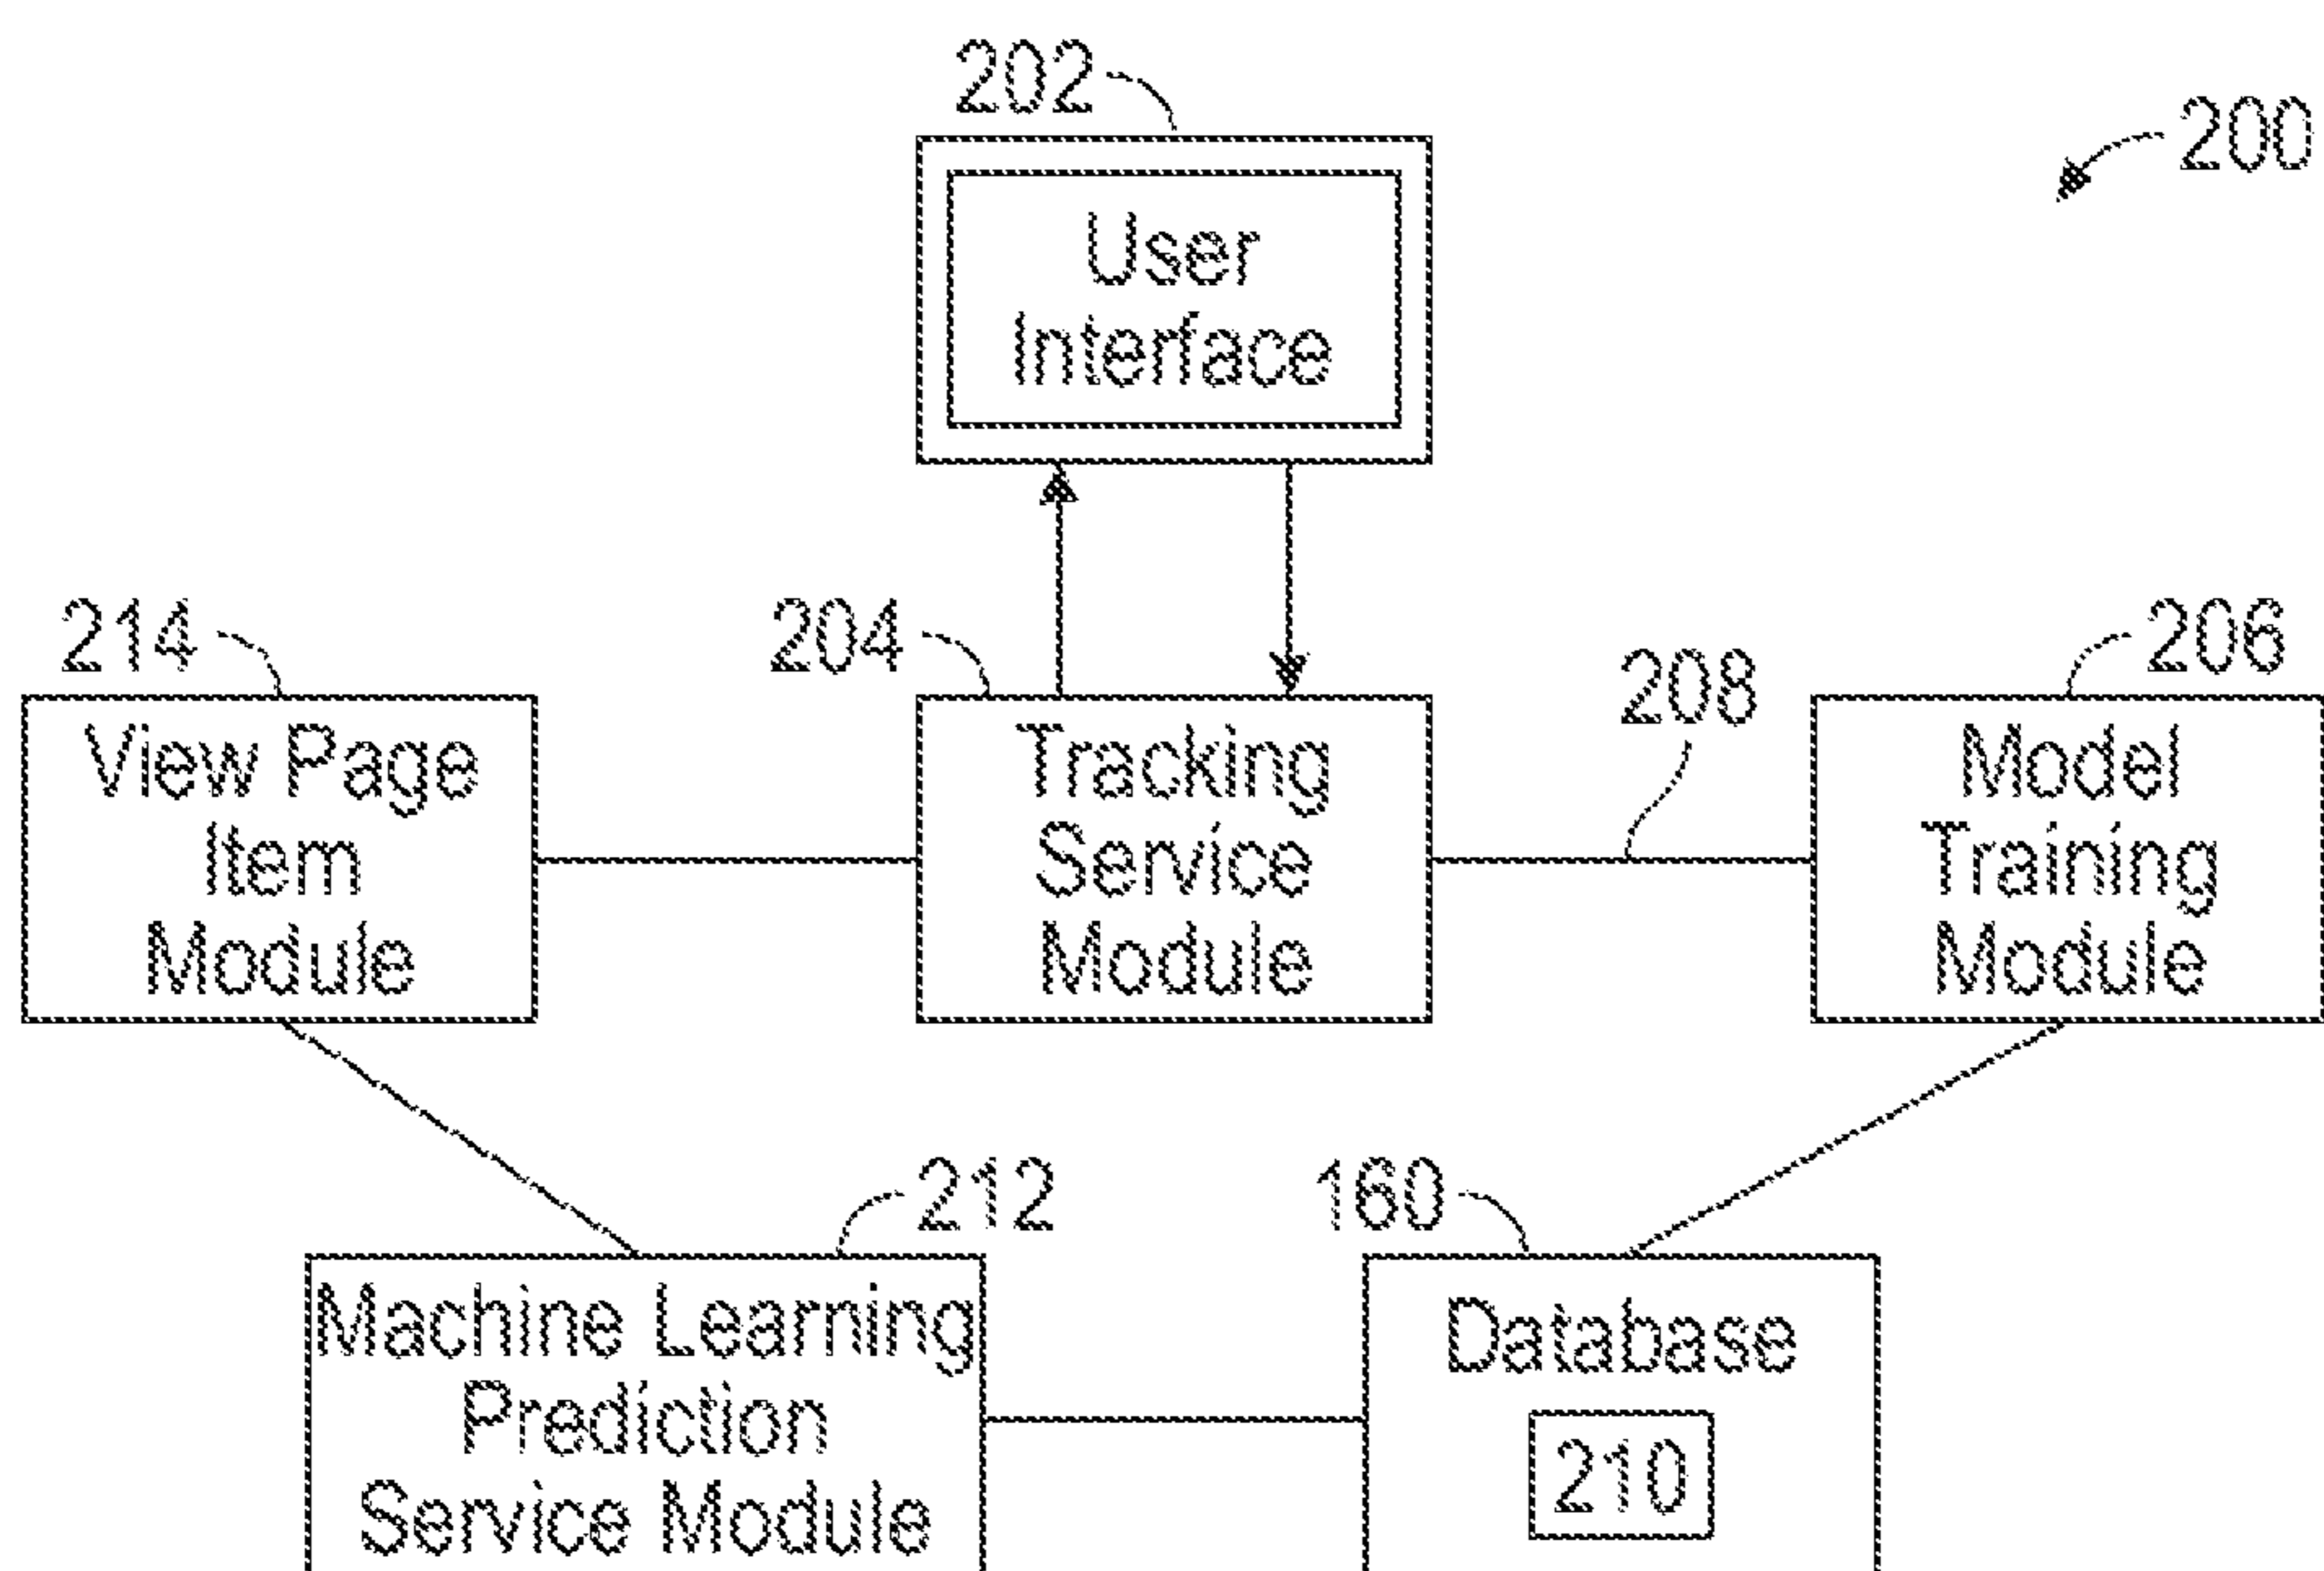 202
200
User
Interface
214
204
208
206
View Page
Item
Module
Tracking
Service
Module
Model
Training
Module
212
160
Machine Learning
Prediction
Service Module
Database
210